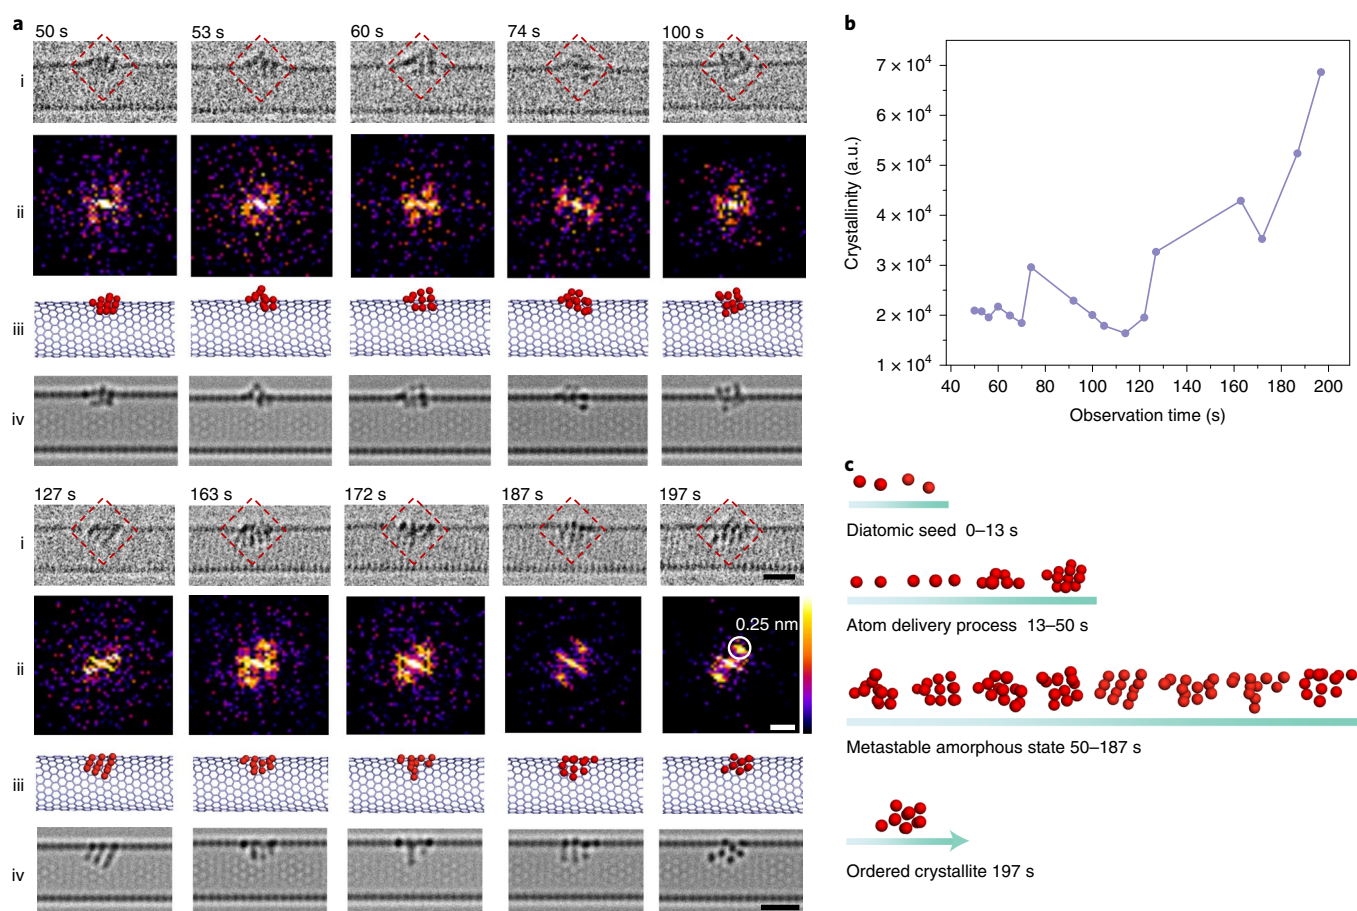 a
50 s 53 s 60 s 74 s 100 s
i
ii
iii
iv
127 s 163 s 172 s 187 s 197 s
i
ii
0.25 nm
iii
iv
b
7 × 10⁴
6 × 10⁴
5 × 10⁴
4 × 10⁴
3 × 10⁴
2 × 10⁴
1 × 10⁴
Crystallinity (a.u.)
40 60 80 100 120 140 160 180 200
Observation time (s)
c
Diatomic seed 0–13 s
Atom delivery process 13–50 s
Metastable amorphous state 50–187 s
Ordered crystallite 197 s